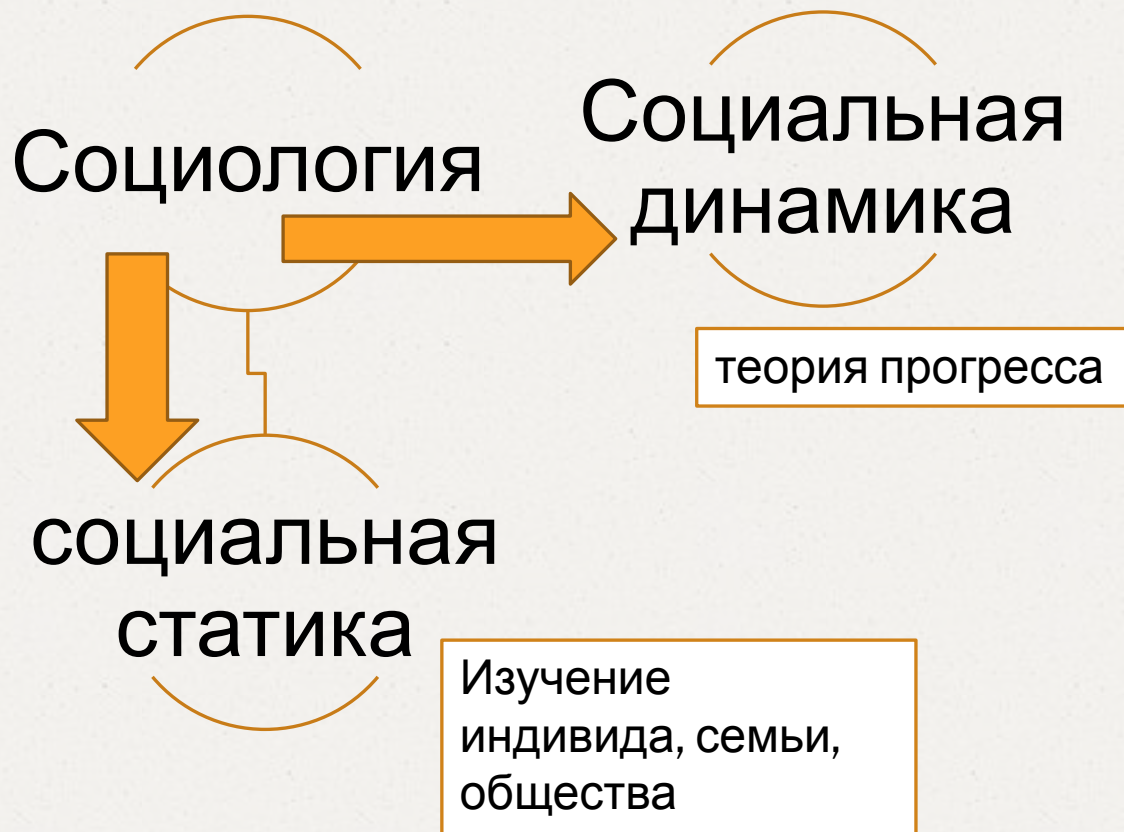 Социология
Социальная
динамика
теория прогресса
социальная
статика
Изучение
индивида, семьи,
общества